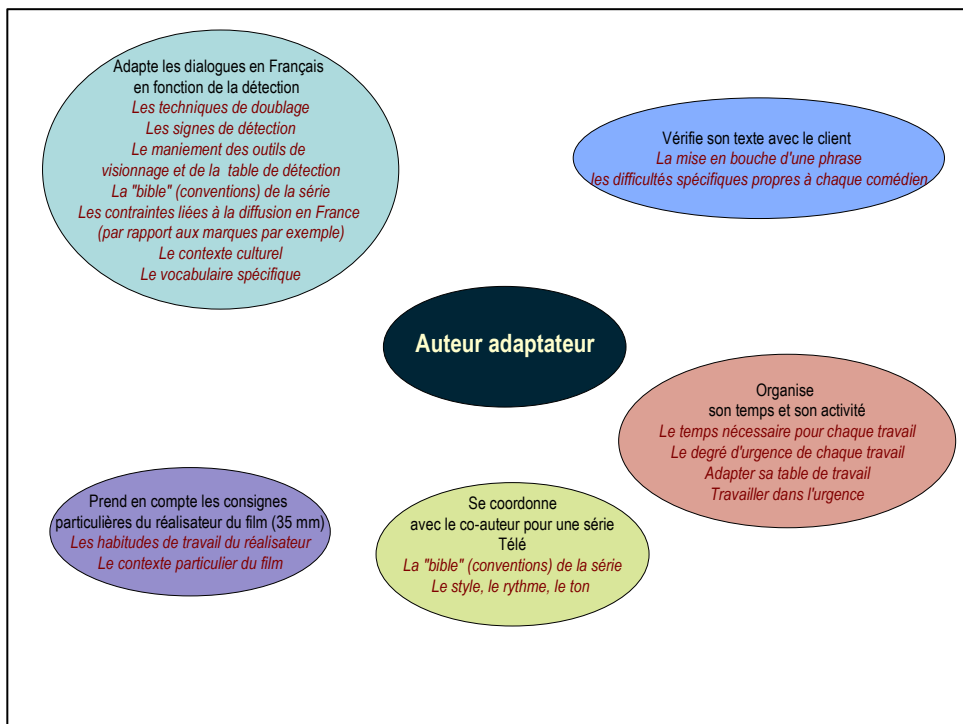 Adapte les dialogues en Français
en fonction de la détection
Les techniques de doublage
Les signes de détection
Le maniement des outils de
visionnage et de la table de détection
La "bible" (conventions) de la série
Les contraintes liées à la diffusion en France
(par rapport aux marques par exemple)
Le contexte culturel
Le vocabulaire spécifique
Vérifie son texte avec le client
La mise en bouche d'une phrase
les difficultés spécifiques propres à chaque comédien
Auteur adaptateur
Organise
son temps et son activité
Le temps nécessaire pour chaque travail
Le degré d'urgence de chaque travail
Adapter sa table de travail
Travailler dans l'urgence
Prend en compte les consignes
particulières du réalisateur du film (35 mm)
Les habitudes de travail du réalisateur
Le contexte particulier du film
Se coordonne
avec le co-auteur pour une série
Télé
La "bible" (conventions) de la série
Le style, le rythme, le ton